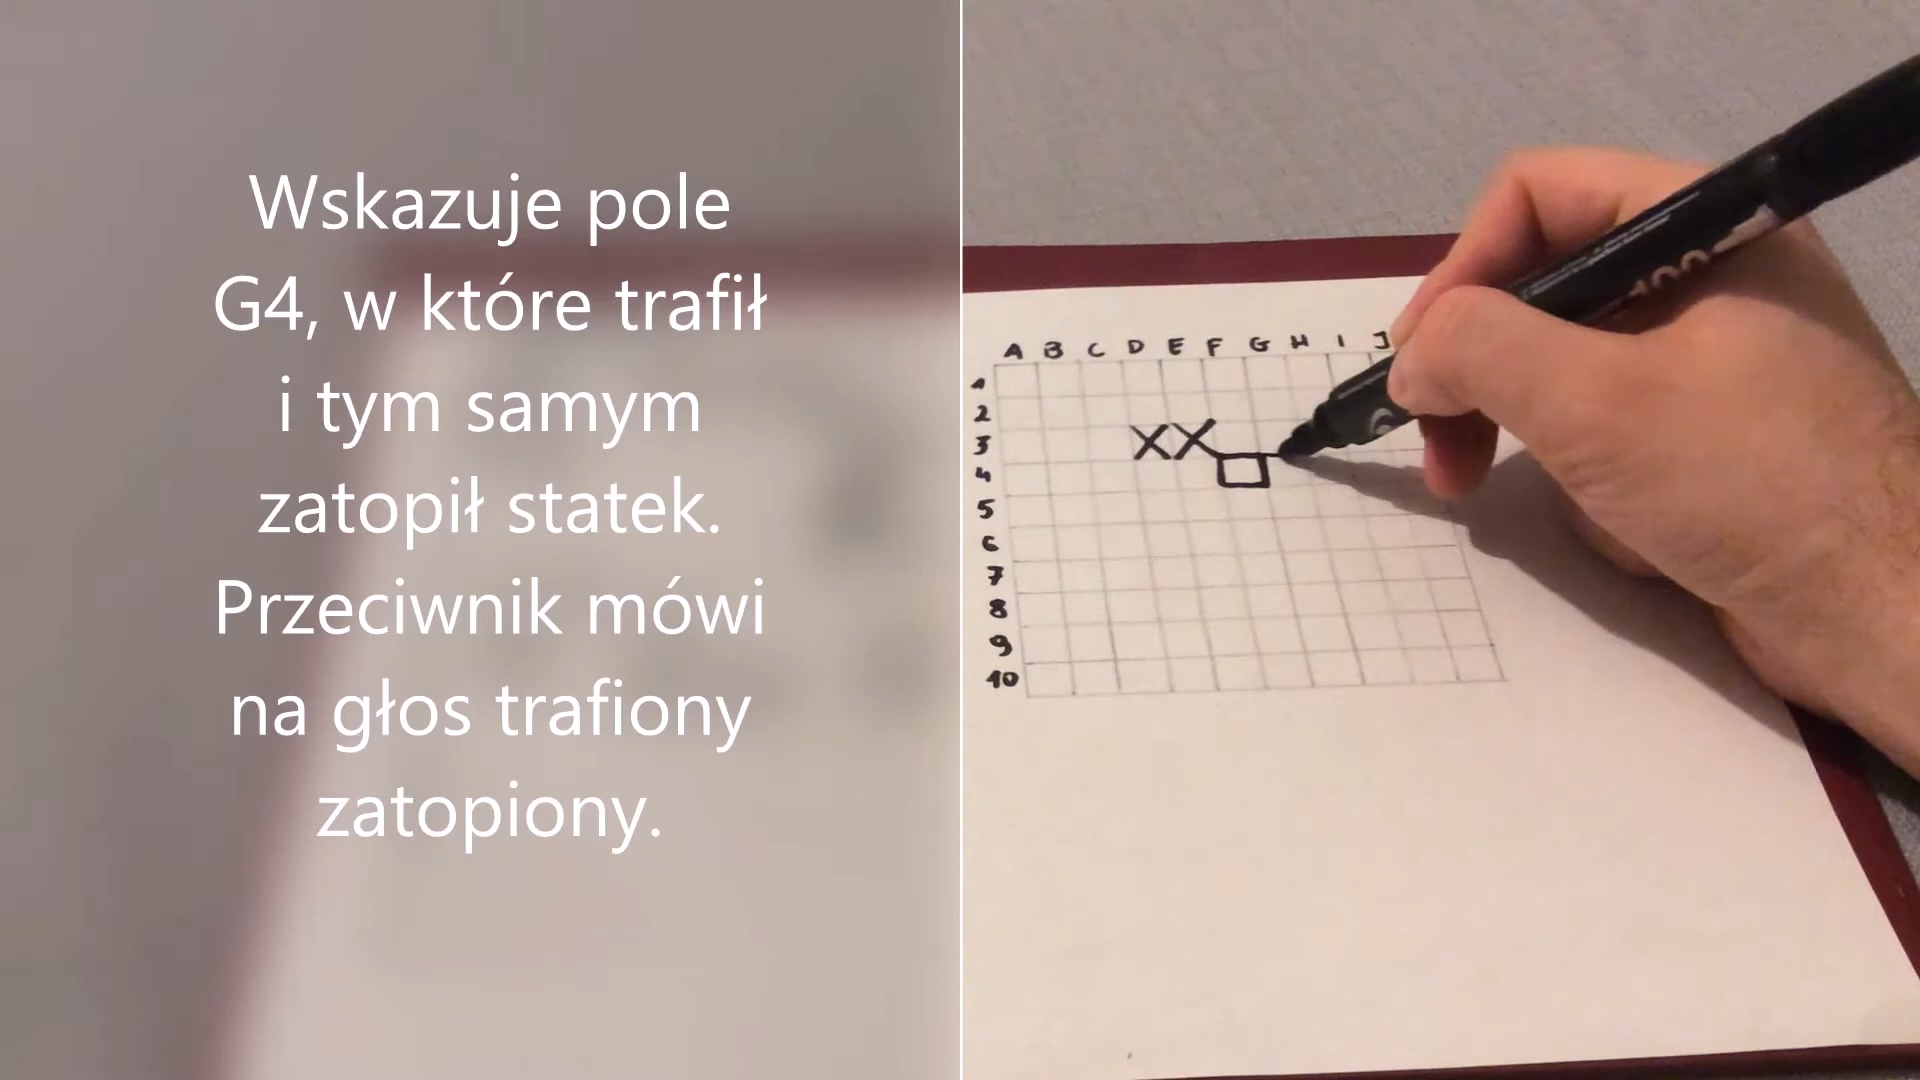 Wskazuje pole
G4, w które trafił
i tym samym
zatopił statek.
Przeciwnik mówi
na głos trafiony
zatopiony.
A B C D E F G H I J
1
2
3 X X
4
5
6
7
8
9
10
100